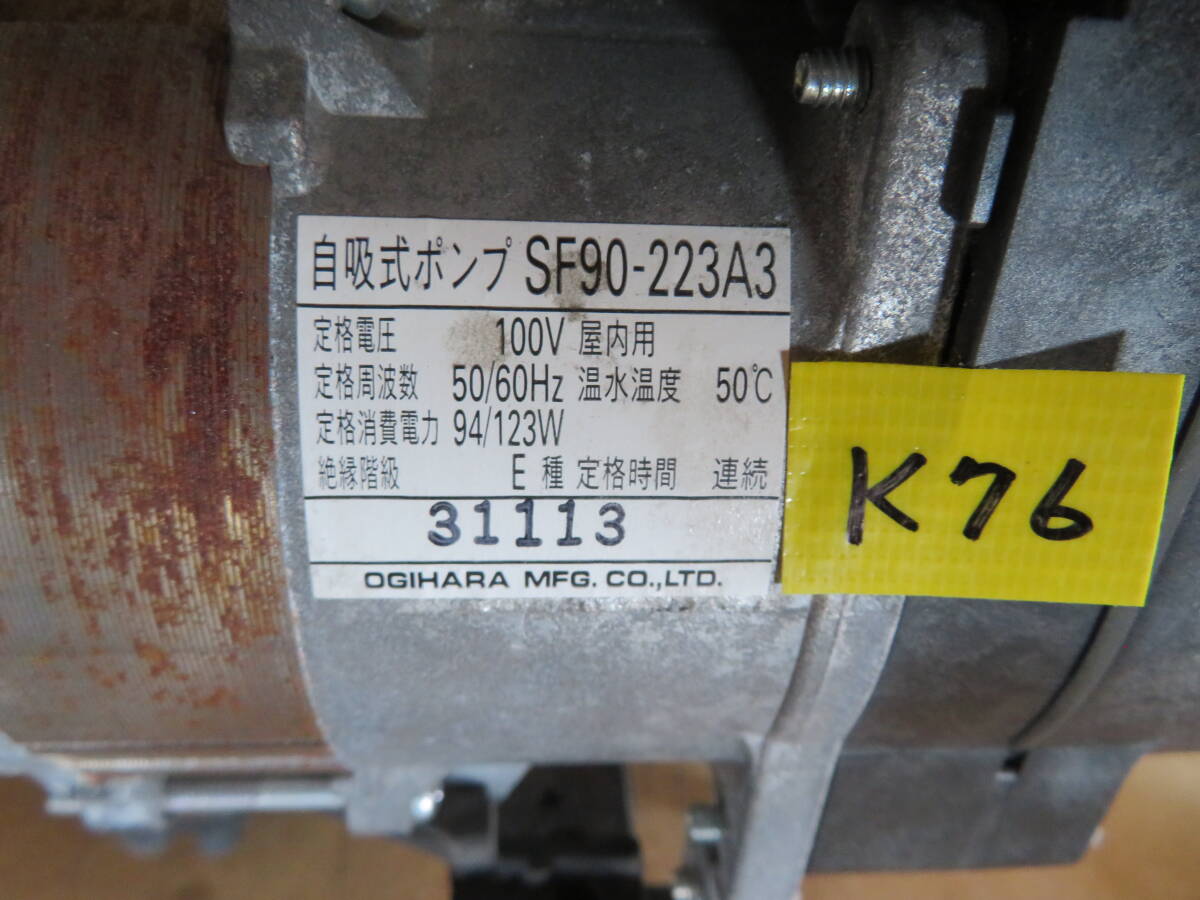 自吸式ポンプ SF90-223A3
定格電圧 100V 屋内用
定格周波数 50/60Hz 温水温度 50℃
定格消費電力 94/123W
絶縁階級 E 種 定格時間 連続
31113
OGIHARA MFG. CO.,LTD.
K76